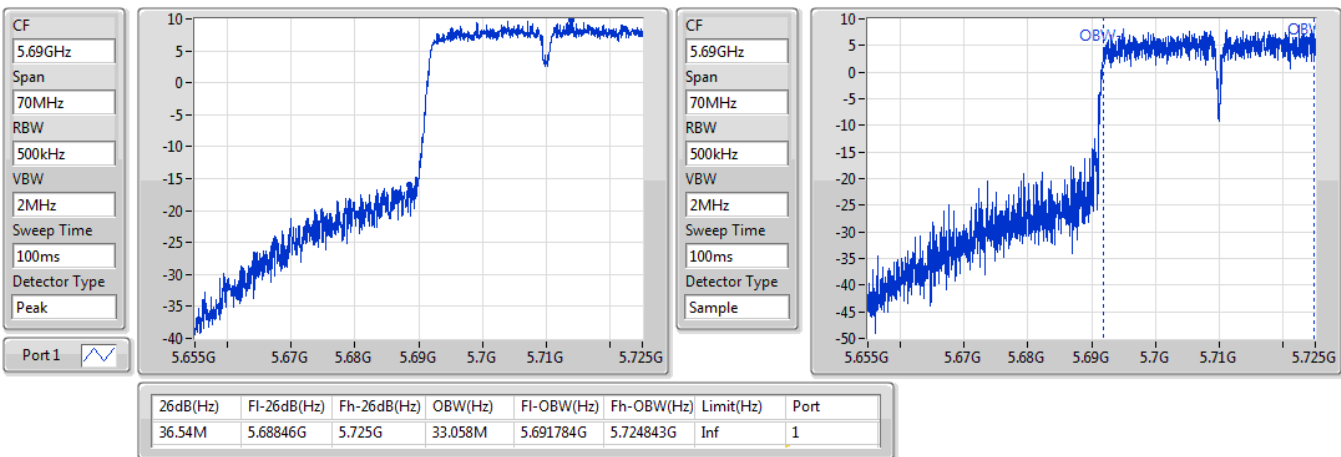 CF
5.69GHz
Span
70MHz
RBW
500kHz
VBW
2MHz
Sweep Time
100ms
Detector Type
Peak
Port 1
10
5
0
-5
-10
-15
-20
-25
-30
-35
-40
5.655G 5.67G 5.68G 5.69G 5.7G 5.71G 5.725G
CF
5.69GHz
Span
70MHz
RBW
500kHz
VBW
2MHz
Sweep Time
100ms
Detector Type
Sample
10
5
0
-5
-10
-15
-20
-25
-30
-35
-40
-45
-50
OBW
OBW
5.655G 5.67G 5.68G 5.69G 5.7G 5.71G 5.725G
26dB(Hz) Fl-26dB(Hz) Fh-26dB(Hz) OBW(Hz) Fl-OBW(Hz) Fh-OBW(Hz) Limit(Hz) Port
36.54M 5.68846G 5.725G 33.058M 5.691784G 5.724843G Inf 1